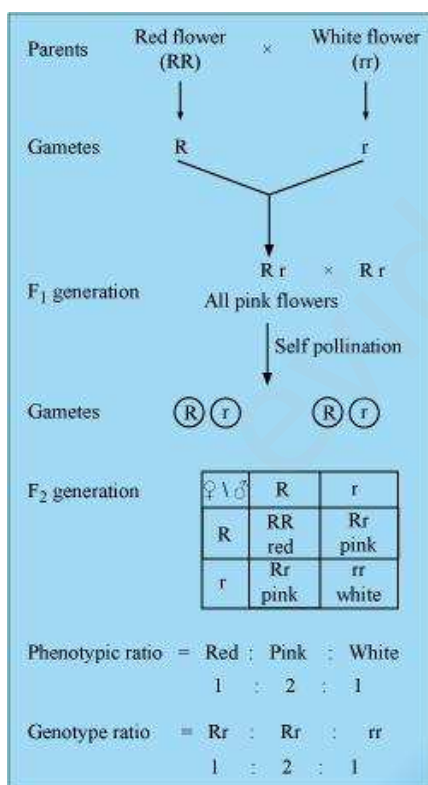 Parents Red flower × White flower
(RR) (rr)
Gametes R r
R r × R r
F1 generation All pink flowers
Self pollination
Gametes R r R r
F2 generation ♀ \ ♂ R r
R RR red Rr pink
r Rr pink rr white
Phenotypic ratio = Red : Pink : White
1 : 2 : 1
Genotype ratio = Rr : Rr : rr
1 : 2 : 1